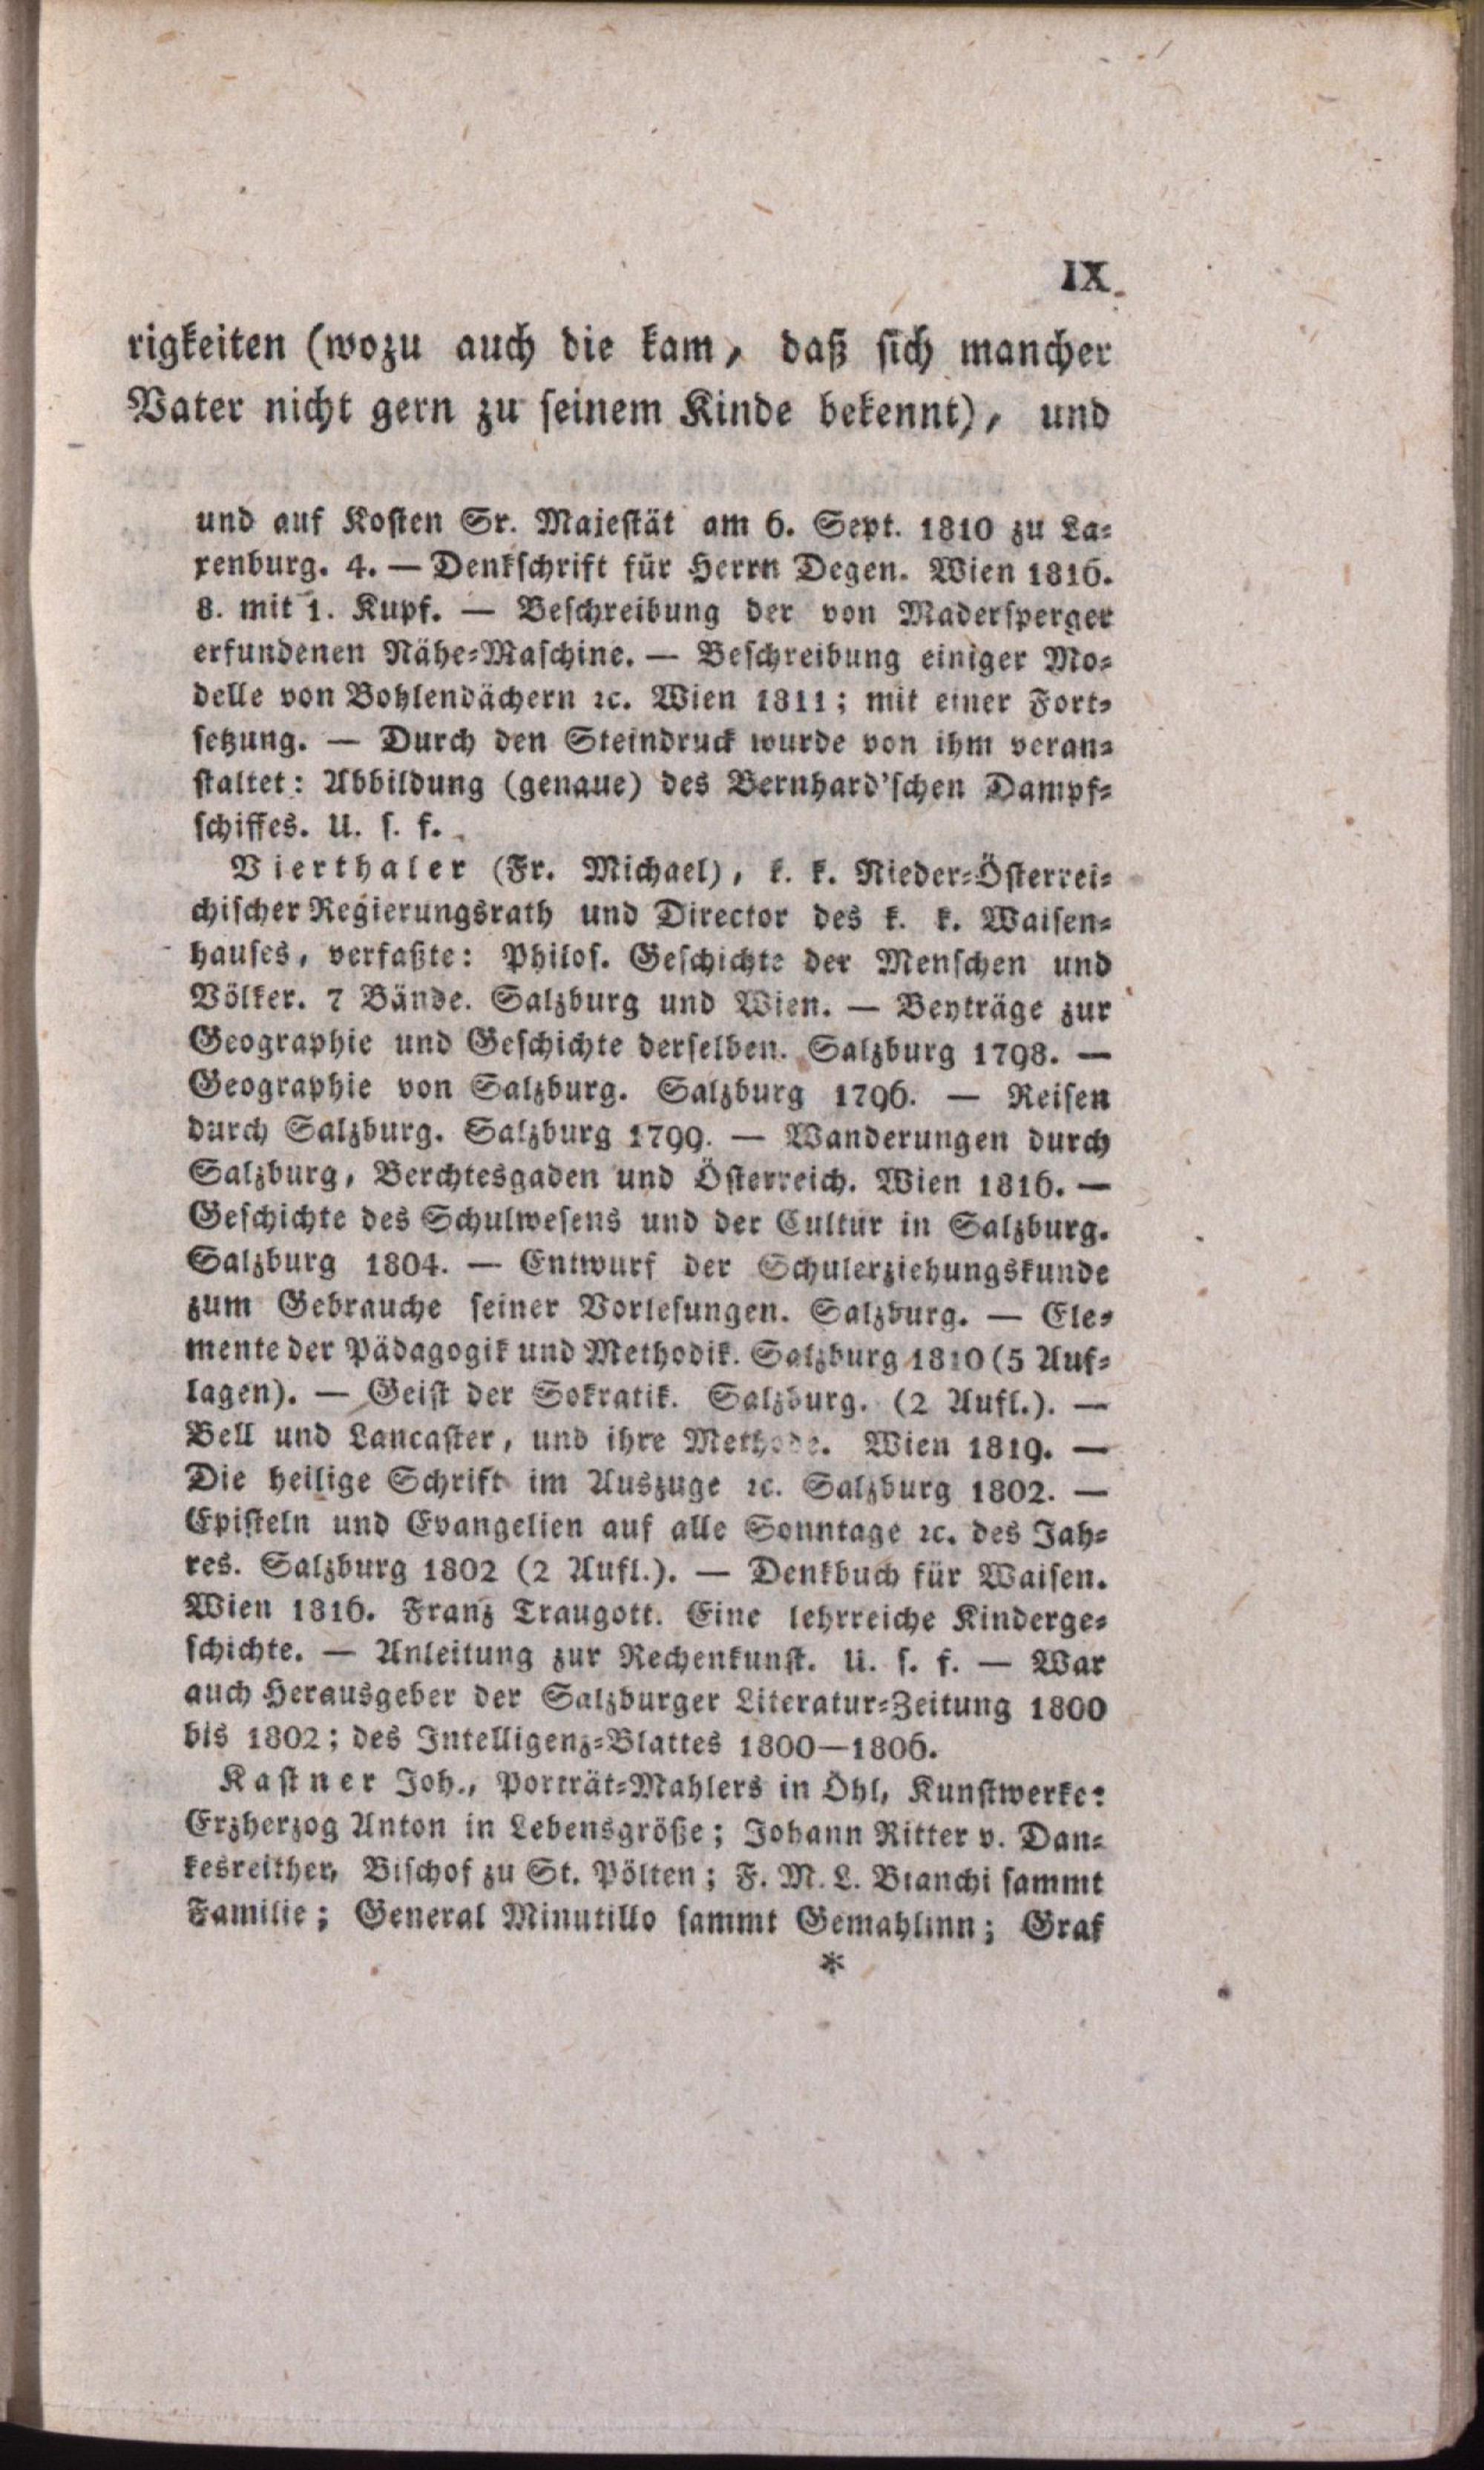 IX
rigkeiten (wozu auch die kam, daß sich mancher
Vater nicht gern zu seinem Kinde bekennt), und
und auf Kosten Sr. Majestät am 6. Sept. 1810 zu La-
xenburg. 4. — Denkschrift für Herrn Degen. Wien 1816.
8. mit 1. Kupf. — Beschreibung der von Madersperger
erfundenen Nähe-Maschine. — Beschreibung einiger Mo-
delle von Bohlendächern ꝛc. Wien 1811; mit einer Fort-
setzung. — Durch den Steindruck wurde von ihm veran-
staltet: Abbildung (genaue) des Bernhard'schen Dampf-
schiffes. U. s. f.
Vierthaler (Fr. Michael), k. k. Nieder-Österrei-
chischer Regierungsrath und Director des k. k. Waisen-
hauses, verfaßte: Philos. Geschichte der Menschen und
Völker. 7 Bände. Salzburg und Wien. — Beyträge zur
Geographie und Geschichte derselben. Salzburg 1798. —
Geographie von Salzburg. Salzburg 1796. — Reisen
durch Salzburg. Salzburg 1799. — Wanderungen durch
Salzburg, Berchtesgaden und Österreich. Wien 1816. —
Geschichte des Schulwesens und der Cultur in Salzburg.
Salzburg 1804. — Entwurf der Schulerziehungskunde
zum Gebrauche seiner Vorlesungen. Salzburg. — Ele-
mente der Pädagogik und Methodik. Salzburg 1810 (5 Auf-
lagen). — Geist der Sokratik. Salzburg. (2 Aufl.). —
Bell und Lancaster, und ihre Methode. Wien 1819. —
Die heilige Schrift im Auszuge ꝛc. Salzburg 1802. —
Episteln und Evangelien auf alle Sonntage ꝛc. des Jah-
res. Salzburg 1802 (2 Aufl.). — Denkbuch für Waisen.
Wien 1816. Franz Traugott. Eine lehrreiche Kinderge-
schichte. — Anleitung zur Rechenkunst. U. s. f. — War
auch Herausgeber der Salzburger Literatur-Zeitung 1800
bis 1802; des Intelligenz-Blattes 1800—1806.
Kastner Joh., Porträt-Mahlers in Öhl, Kunstwerke:
Erzherzog Anton in Lebensgröße; Johann Ritter v. Dan-
kesreither, Bischof zu St. Pölten; F. M. L. Bianchi sammt
Familie; General Minutillo sammt Gemahlinn; Graf
*